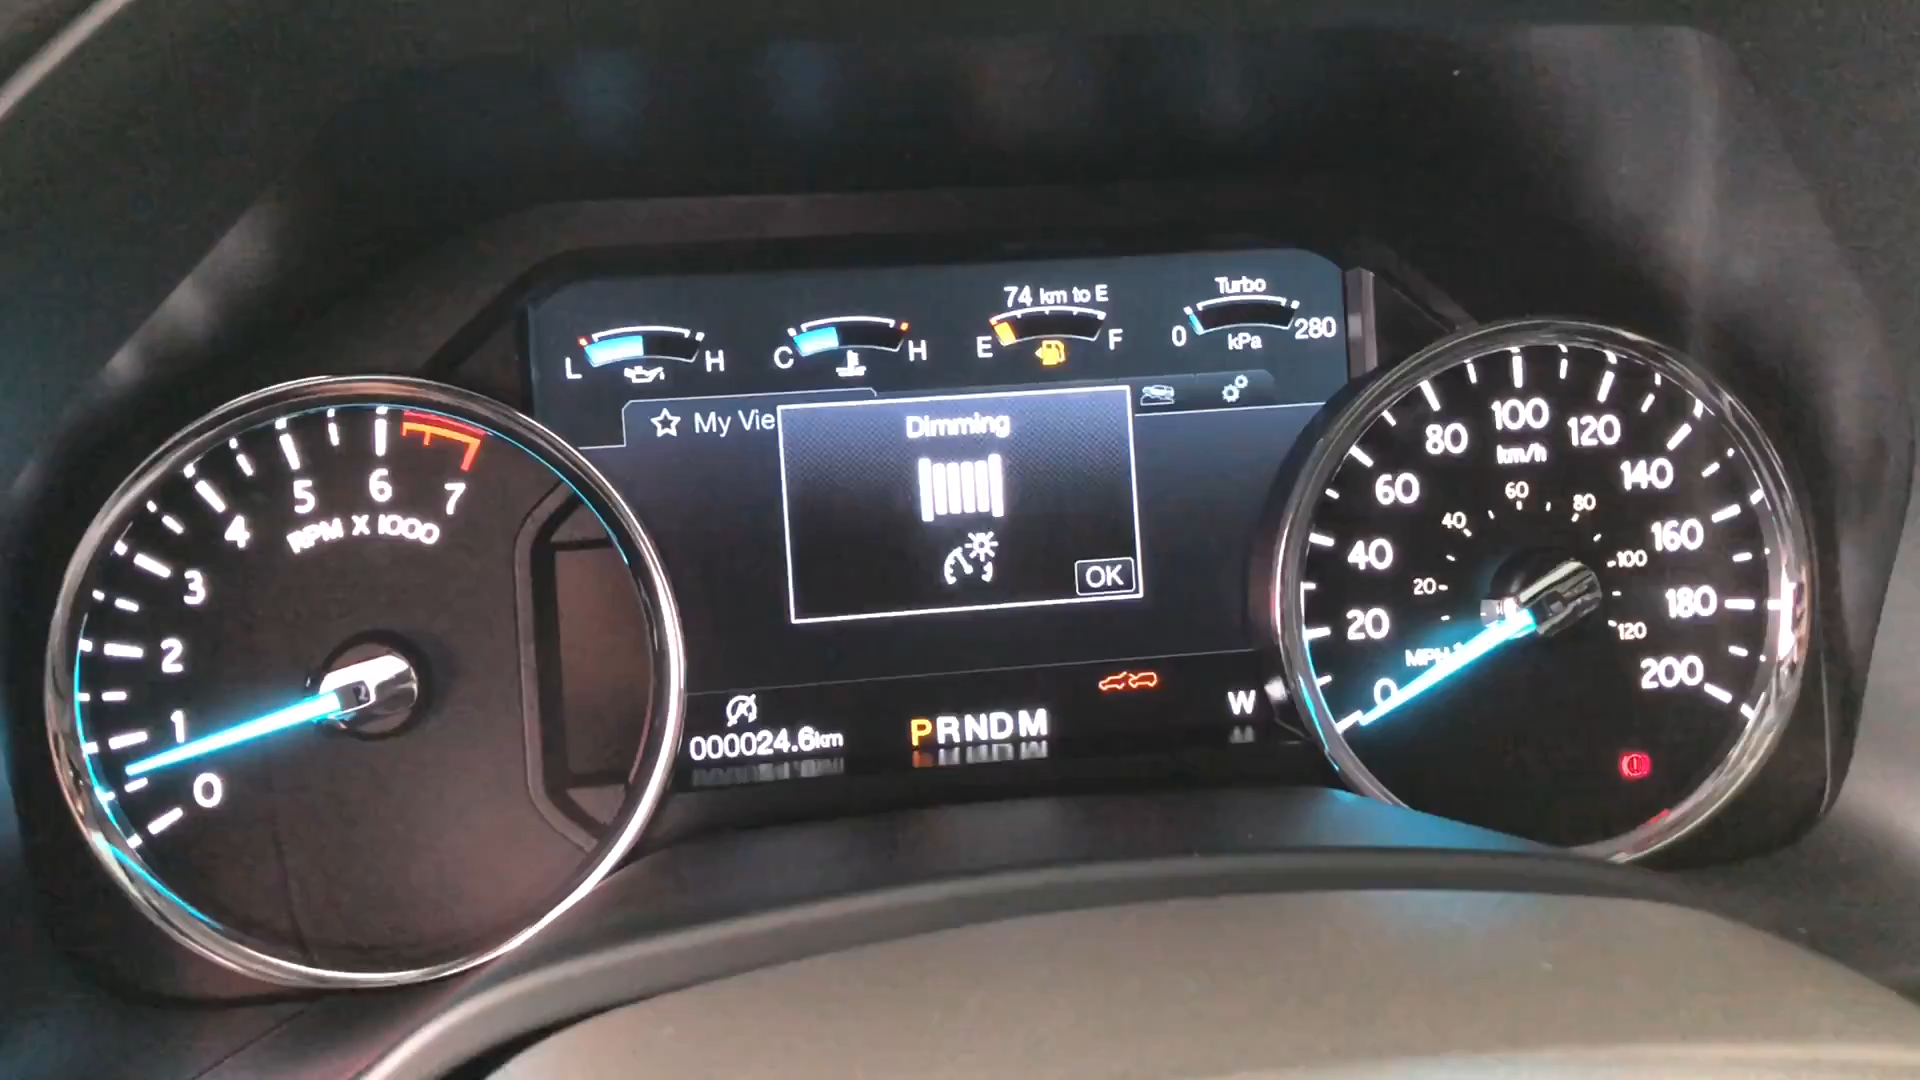 74 km to E
Turbo
L H
C H
E F
0 kPa 280
My Vie
Dimming
OK
0 1 2 3 4 5 6 7
RPM X 1000
0 20 40 60 80 100 120 140 160 180 200
km/h
20 40 60 80 100 120
MPH
000024.6km
PRNDM
W